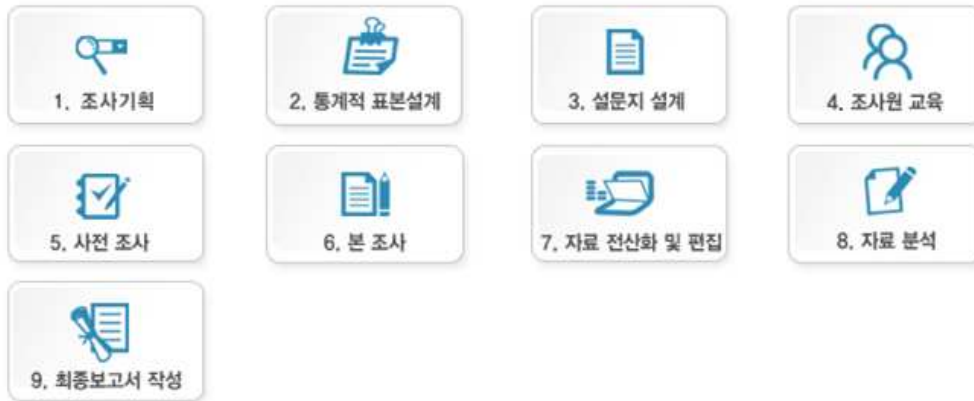 1. 조사기획
2. 통계적 표본설계
3. 설문지 설계
4. 조사원 교육
5. 사전 조사
6. 본 조사
7. 자료 전산화 및 편집
8. 자료 분석
9. 최종보고서 작성